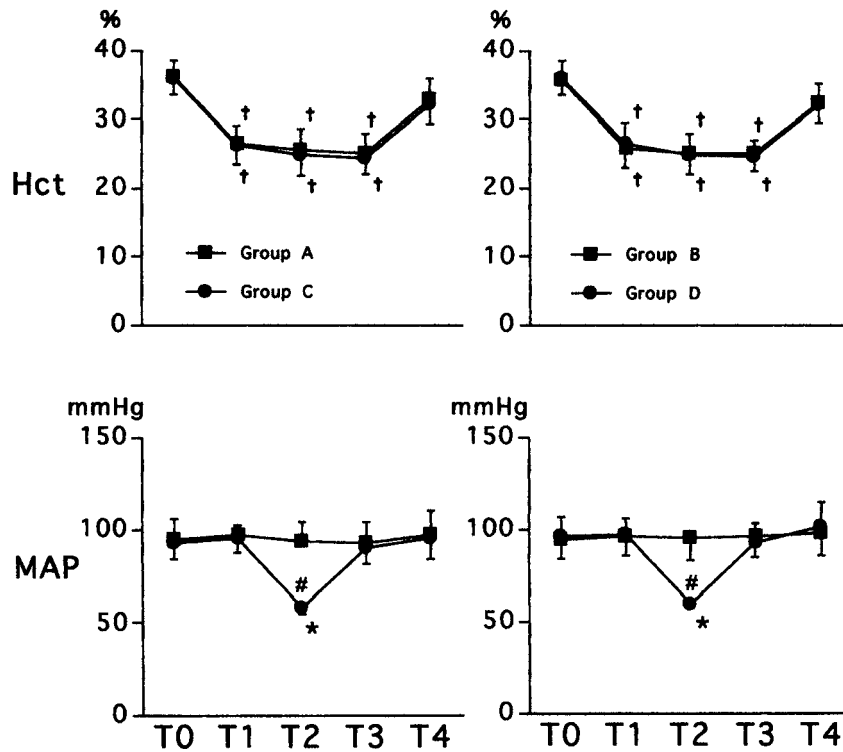 %
40
30
20
10
0
Hct
† † †
† † †
Group A
Group C
%
40
30
20
10
0
† † †
† † †
Group B
Group D
mmHg
150
100
50
0
MAP
#
*
T0 T1 T2 T3 T4
mmHg
150
100
50
0
#
*
T0 T1 T2 T3 T4